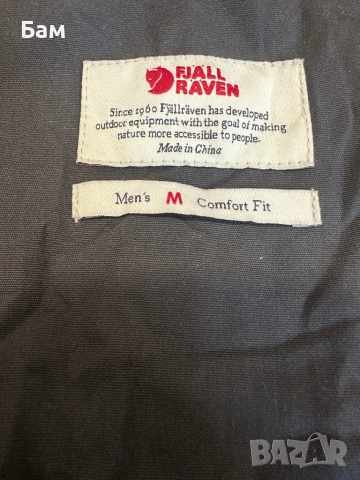 Бам
FJÄLL
RÄVEN
Since 1960 Fjällräven has developed
outdoor equipment with the goal of making
nature more accessible to people.
Made in China
Men's M Comfort Fit
BAZAR